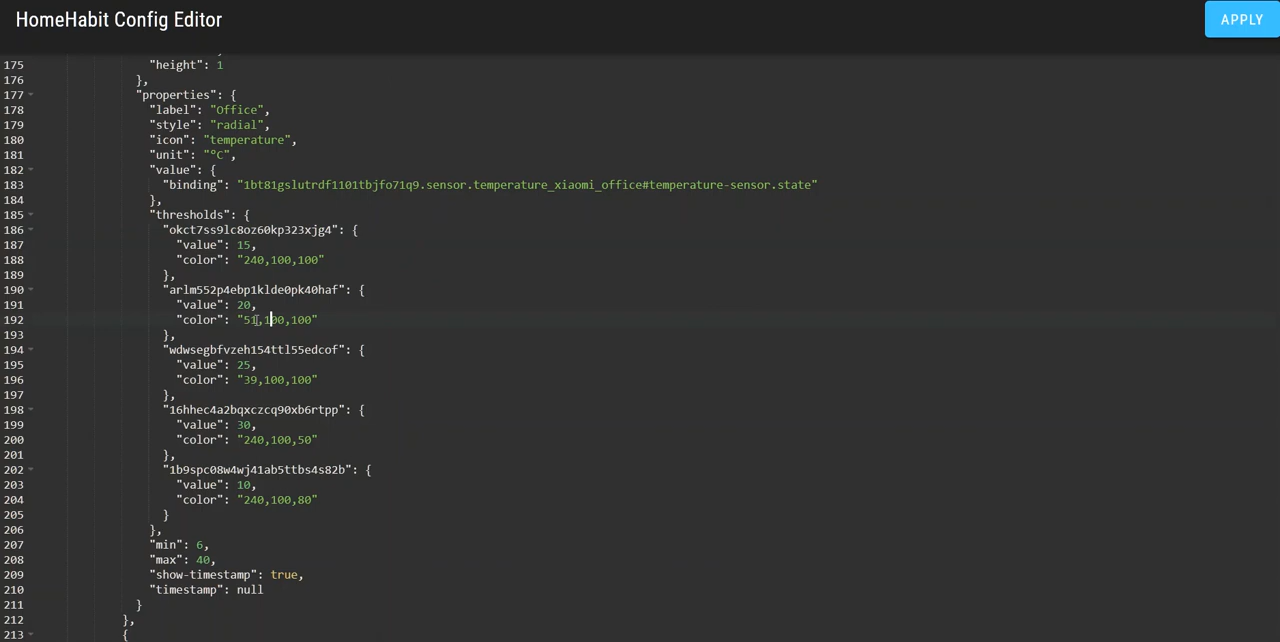 HomeHabit Config Editor
APPLY
175 "height": 1
176 },
177 "properties": {
178 "label": "Office",
179 "style": "radial",
180 "icon": "temperature",
181 "unit": "°C",
182 "value": {
183 "binding": "1bt81gslutrdf1101tbjfo71q9.sensor.temperature_xiaomi_office#temperature-sensor.state"
184 },
185 "thresholds": {
186 "okct7ss9lc8oz60kp323xjg4": {
187 "value": 15,
188 "color": "240,100,100"
189 },
190 "arlm552p4ebp1klde0pk40haf": {
191 "value": 20,
192 "color": "51,100,100"
193 },
194 "wdwsegbfvzeh154ttl55edcof": {
195 "value": 25,
196 "color": "39,100,100"
197 },
198 "16hhec4a2bqxczcq90xb6rtpp": {
199 "value": 30,
200 "color": "240,100,50"
201 },
202 "1b9spc08w4wj41ab5ttbs4s82b": {
203 "value": 10,
204 "color": "240,100,80"
205 }
206 },
207 "min": 6,
208 "max": 40,
209 "show-timestamp": true,
210 "timestamp": null
211 }
212 },
213 {